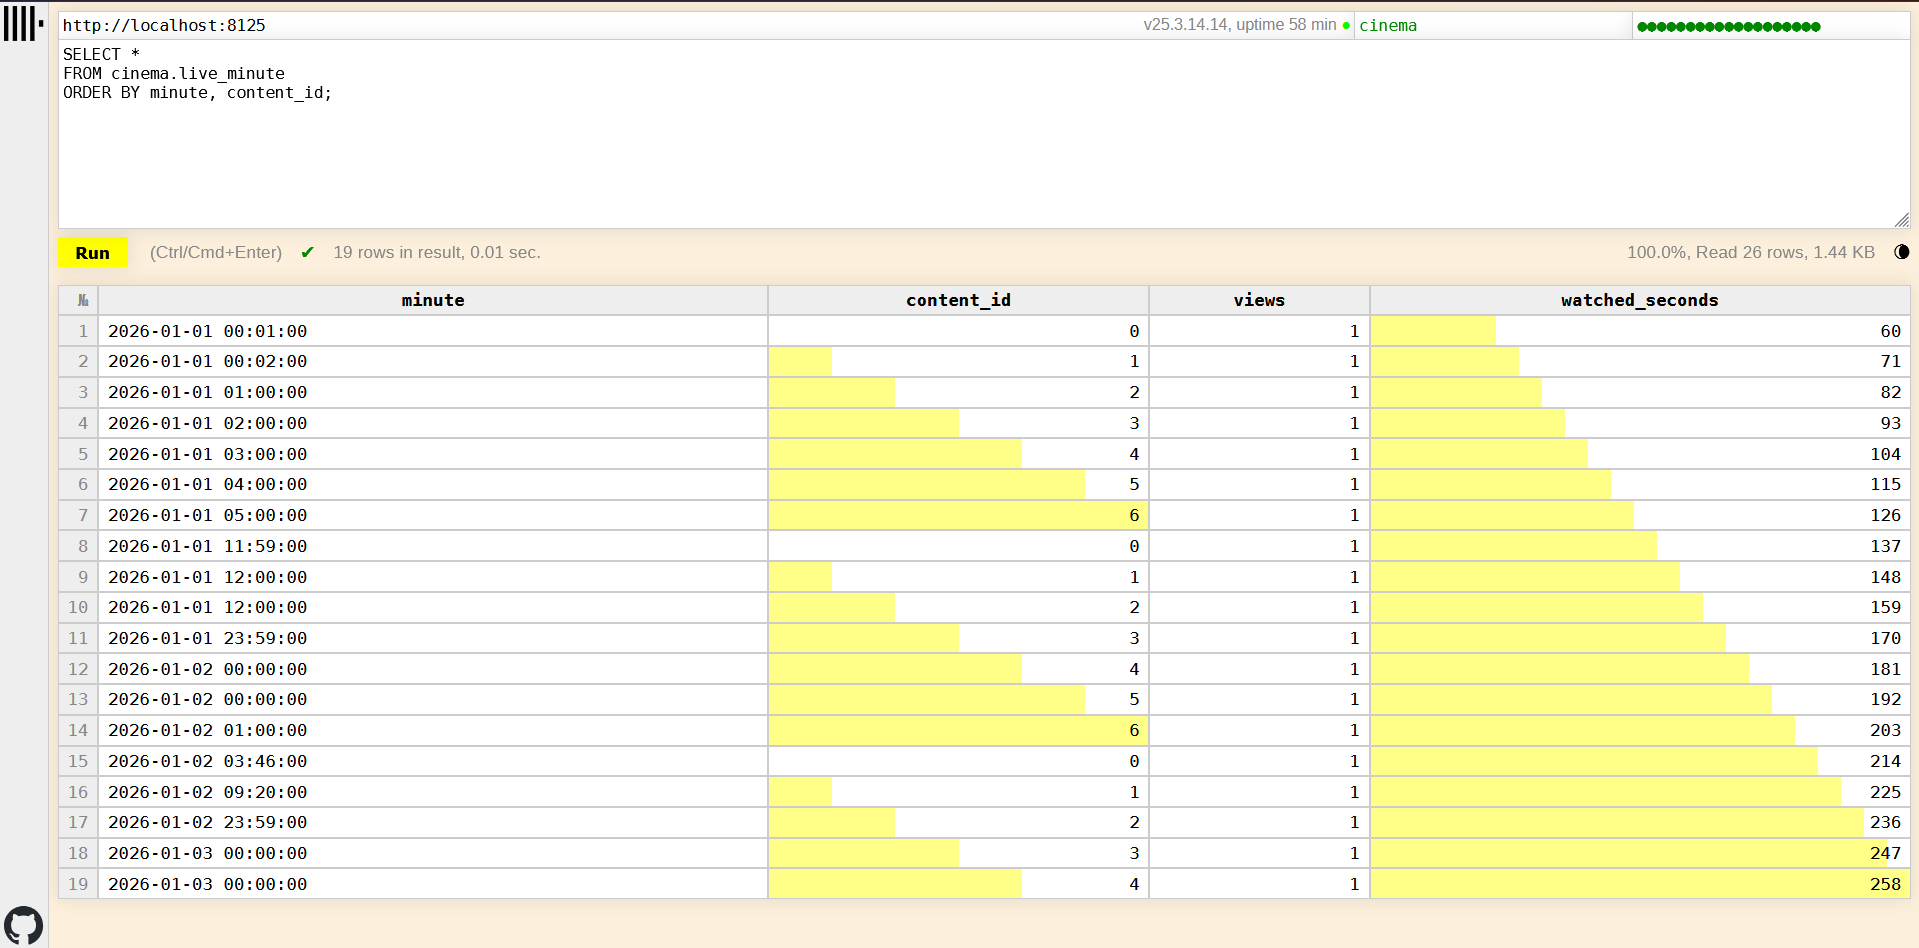 http://localhost:8125 v25.3.14.14, uptime 58 min cinema ●●●●●●●●●●●●●●●●●●●
SELECT *
FROM cinema.live_minute
ORDER BY minute, content_id;
Run (Ctrl/Cmd+Enter) ✔ 19 rows in result, 0.01 sec. 100.0%, Read 26 rows, 1.44 KB
№ minute content_id views watched_seconds
1 2026-01-01 00:01:00 0 1 60
2 2026-01-01 00:02:00 1 1 71
3 2026-01-01 01:00:00 2 1 82
4 2026-01-01 02:00:00 3 1 93
5 2026-01-01 03:00:00 4 1 104
6 2026-01-01 04:00:00 5 1 115
7 2026-01-01 05:00:00 6 1 126
8 2026-01-01 11:59:00 0 1 137
9 2026-01-01 12:00:00 1 1 148
10 2026-01-01 12:00:00 2 1 159
11 2026-01-01 23:59:00 3 1 170
12 2026-01-02 00:00:00 4 1 181
13 2026-01-02 00:00:00 5 1 192
14 2026-01-02 01:00:00 6 1 203
15 2026-01-02 03:46:00 0 1 214
16 2026-01-02 09:20:00 1 1 225
17 2026-01-02 23:59:00 2 1 236
18 2026-01-03 00:00:00 3 1 247
19 2026-01-03 00:00:00 4 1 258